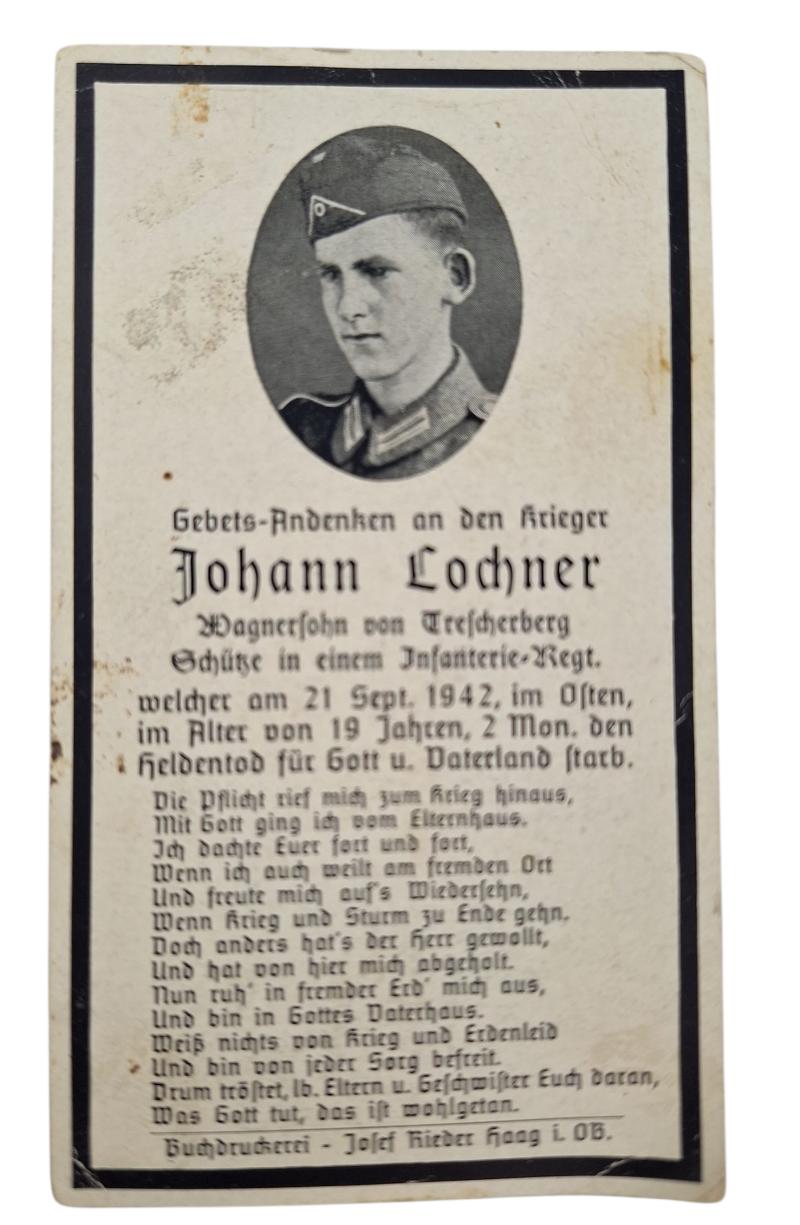 Gebets-Andenken an den Krieger
Johann Lochner
Wagnersohn von Trescherberg
Schütze in einem Infanterie-Regt.
welcher am 21 Sept. 1942, im Osten,
im Alter von 19 Jahren, 2 Mon. den
Heldentod für Gott u. Vaterland starb.
Die Pflicht rief mich zum Krieg hinaus,
Mit Gott ging ich vom Elternhaus.
Ich dachte Euer fort und fort,
Wenn ich auch weilt am fremden Ort
Und freute mich auf's Wiedersehn,
Wenn Krieg und Sturm zu Ende gehn.
Doch anders hat's der Herr gewollt,
Und hat von hier mich abgeholt.
Nun ruh' in fremder Erd' mich aus,
Und bin in Gottes Vaterhaus.
Weiß nichts von Krieg und Erdenleid
Und bin von jeder Sorg befreit.
Drum tröstet, lb. Eltern u. Geschwister Euch daran,
Was Gott tut, das ist wohlgetan.
Buchdruckerei - Josef Rieder Haag i. OB.